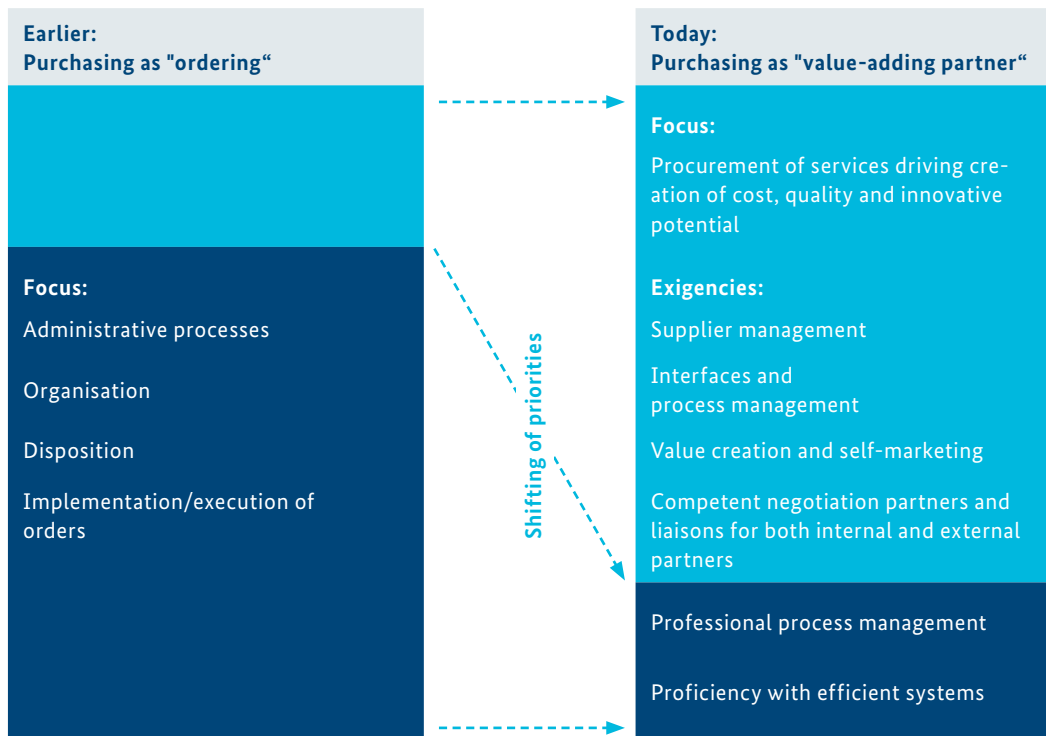 Earlier:
Purchasing as "ordering“
Focus:
Administrative processes
Organisation
Disposition
Implementation/execution of
orders
Shifting of priorities
Today:
Purchasing as "value-adding partner“
Focus:
Procurement of services driving cre-
ation of cost, quality and innovative
potential
Exigencies:
Supplier management
Interfaces and
process management
Value creation and self-marketing
Competent negotiation partners and
liaisons for both internal and external
partners
Professional process management
Proficiency with efficient systems